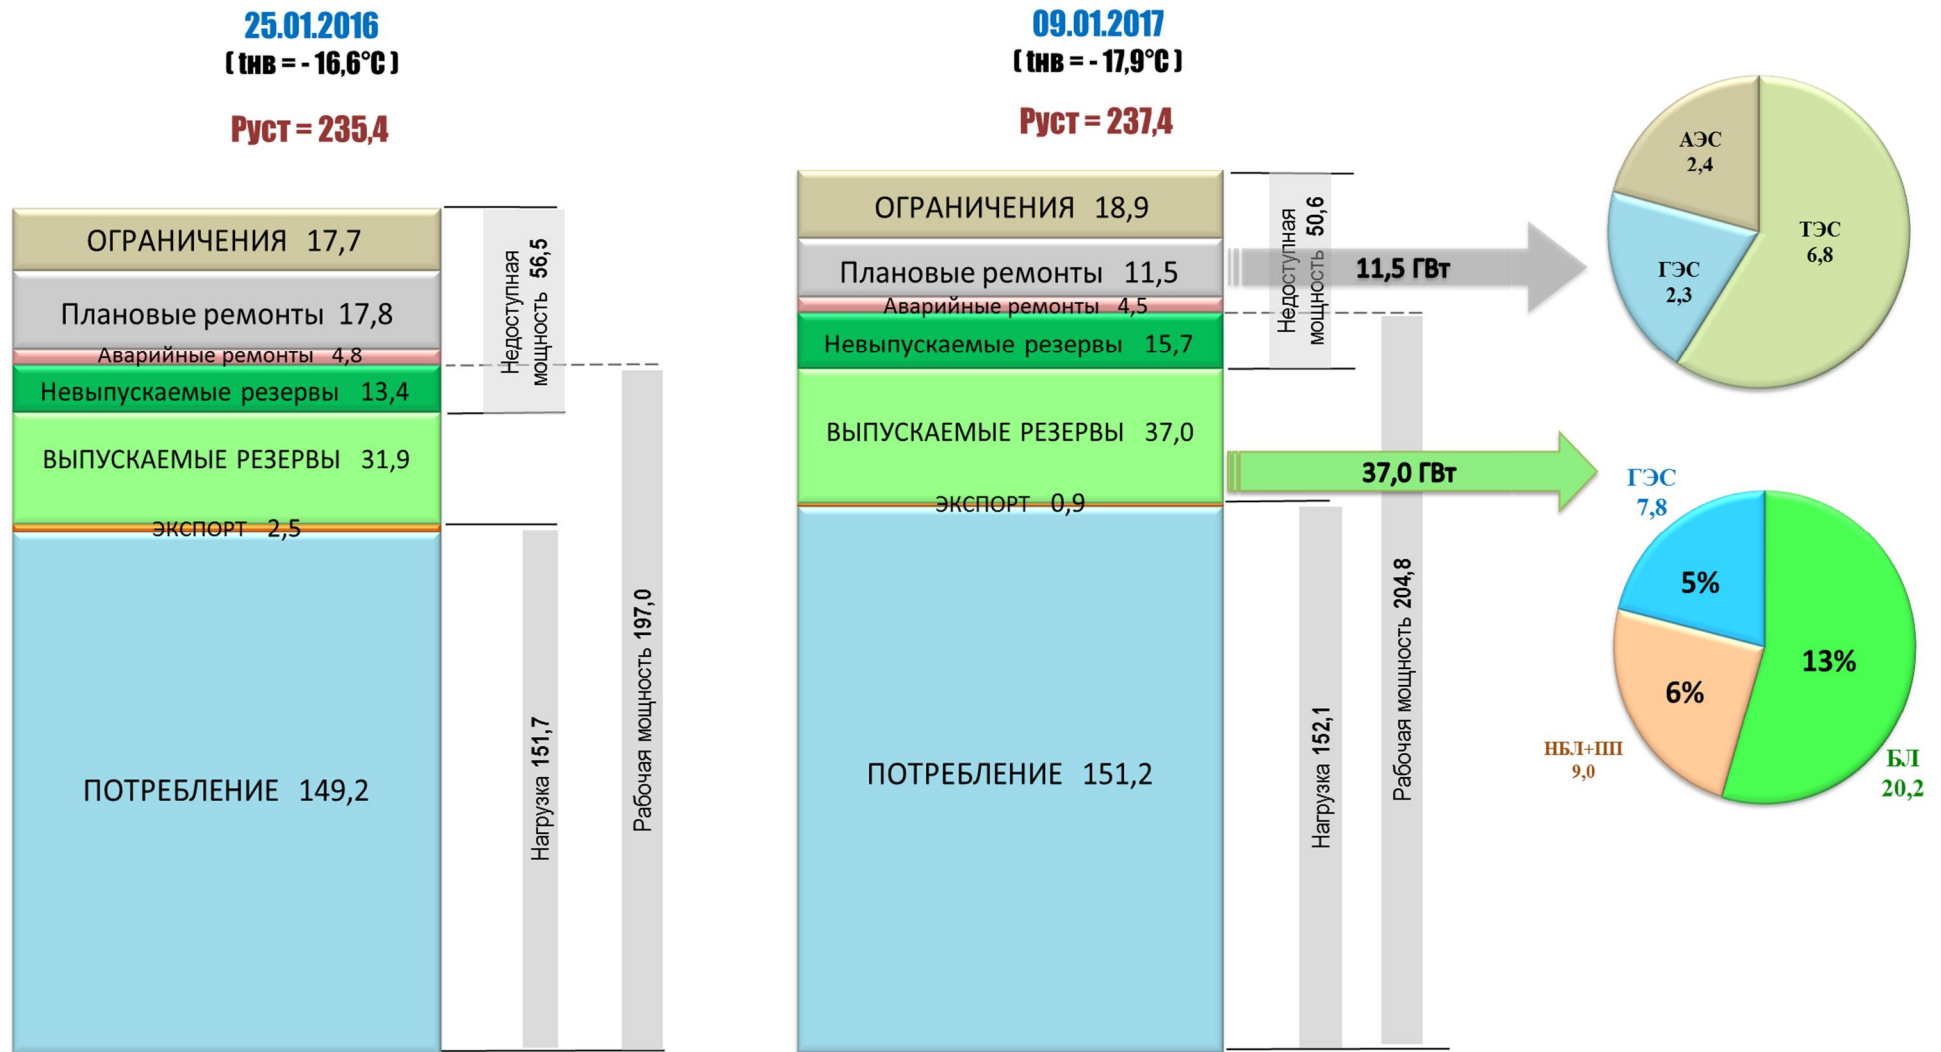 25.01.2016
( tнв = - 16,6°С )
Руст = 235,4
ОГРАНИЧЕНИЯ 17,7
Плановые ремонты 17,8
Аварийные ремонты 4,8
Невыпускаемые резервы 13,4
ВЫПУСКАЕМЫЕ РЕЗЕРВЫ 31,9
ЭКСПОРТ 2,5
ПОТРЕБЛЕНИЕ 149,2
Недоступная
мощность 56,5
Нагрузка 151,7
Рабочая мощность 197,0
09.01.2017
( tнв = - 17,9°С )
Руст = 237,4
ОГРАНИЧЕНИЯ 18,9
Плановые ремонты 11,5
Аварийные ремонты 4,5
Невыпускаемые резервы 15,7
ВЫПУСКАЕМЫЕ РЕЗЕРВЫ 37,0
ЭКСПОРТ 0,9
ПОТРЕБЛЕНИЕ 151,2
Недоступная
мощность 50,6
Нагрузка 152,1
Рабочая мощность 204,8
11,5 ГВт
37,0 ГВт
АЭС
2,4
ТЭС
6,8
ГЭС
2,3
ГЭС
7,8
5%
13%
6%
НБЛ+ПП
9,0
БЛ
20,2